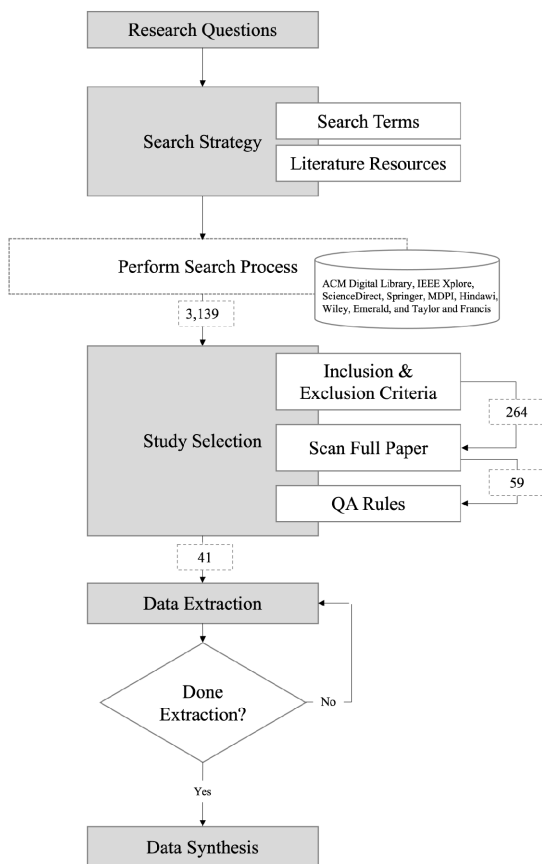 Research Questions
Search Strategy
Search Terms
Literature Resources
Perform Search Process
ACM Digital Library, IEEE Xplore,
ScienceDirect, Springer, MDPI, Hindawi,
Wiley, Emerald, and Taylor and Francis
3,139
Study Selection
Inclusion &
Exclusion Criteria
264
Scan Full Paper
59
QA Rules
41
Data Extraction
Done
Extraction?
No
Yes
Data Synthesis